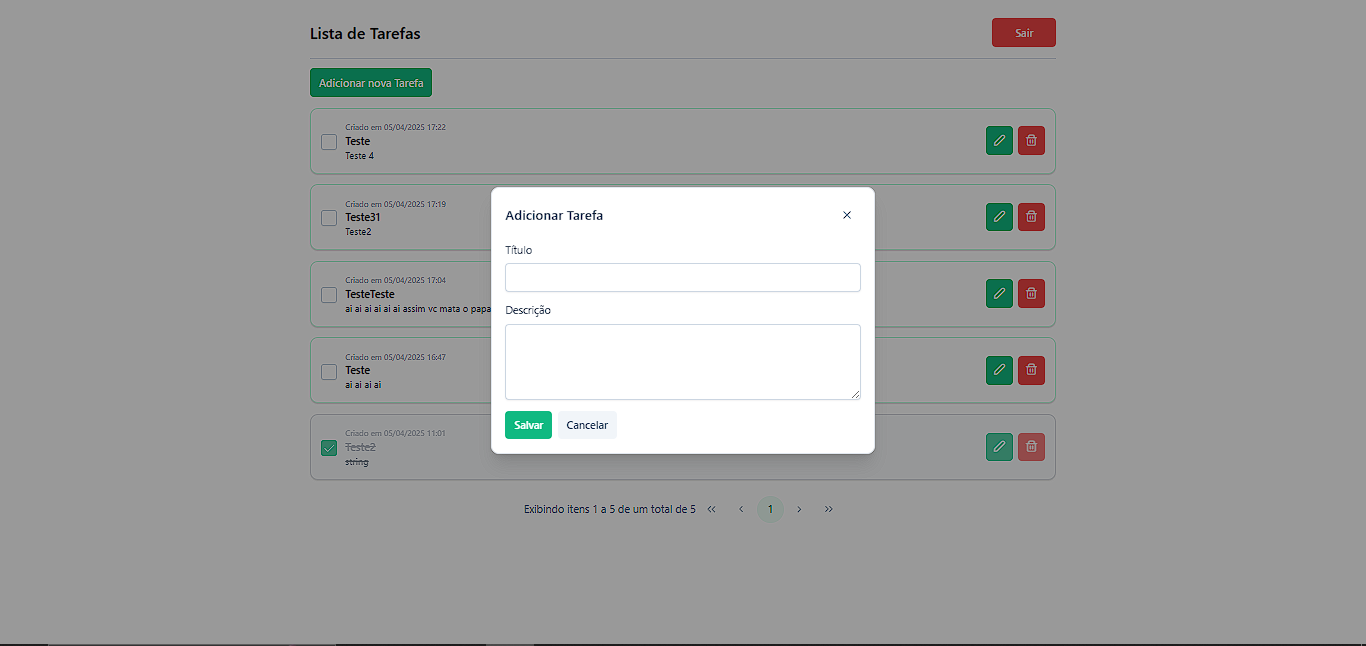 Lista de Tarefas
Sair
Adicionar nova Tarefa
Criado em 05/04/2025 17:22
Teste
Teste 4
Criado em 05/04/2025 17:19
Teste31
Teste2
Criado em 05/04/2025 17:04
TesteTeste
ai ai ai ai ai ai assim vc mata o papa
Criado em 05/04/2025 16:47
Teste
ai ai ai ai
Criado em 05/04/2025 11:01
Teste2
string
Adicionar Tarefa
Título
Descrição
Salvar Cancelar
Exibindo itens 1 a 5 de um total de 5 « ‹ 1 › »